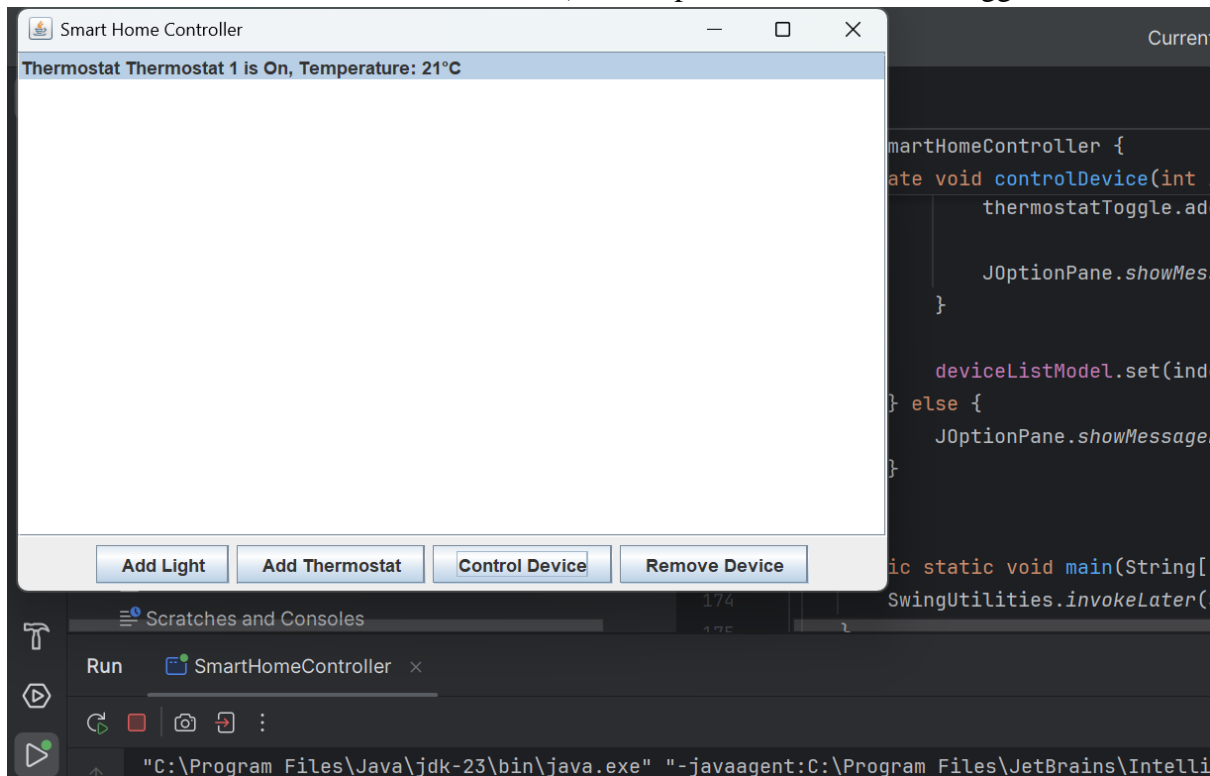 Smart Home Controller
Current
Thermostat Thermostat 1 is On, Temperature: 21°C
martHomeController {
ate void controlDevice(int
thermostatToggle.ad
JOptionPane.showMes
}
deviceListModel.set(ind
} else {
JOptionPane.showMessage
}
Add Light Add Thermostat Control Device Remove Device
ic static void main(String[
174 SwingUtilities.invokeLater(
Scratches and Consoles
175 }
Run SmartHomeController
"C:\Program Files\Java\jdk-23\bin\java.exe" "-javaagent:C:\Program Files\JetBrains\Intelli